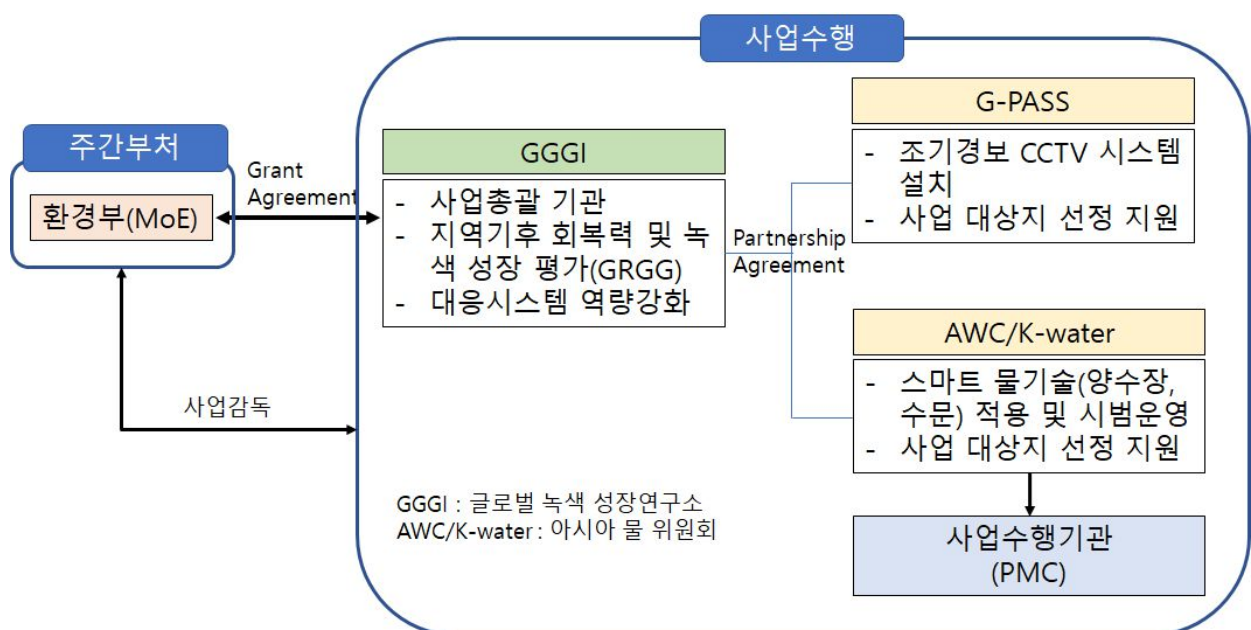 사업수행
주간부처
환경부(MoE)
Grant
Agreement
사업감독
GGGI
- 사업총괄 기관
- 지역기후 회복력 및 녹
색 성장 평가(GRGG)
- 대응시스템 역량강화
Partnership
Agreement
G-PASS
- 조기경보 CCTV 시스템
설치
- 사업 대상지 선정 지원
AWC/K-water
- 스마트 물기술(양수장,
수문) 적용 및 시범운영
- 사업 대상지 선정 지원
사업수행기관
(PMC)
GGGI : 글로벌 녹색 성장연구소
AWC/K-water : 아시아 물 위원회